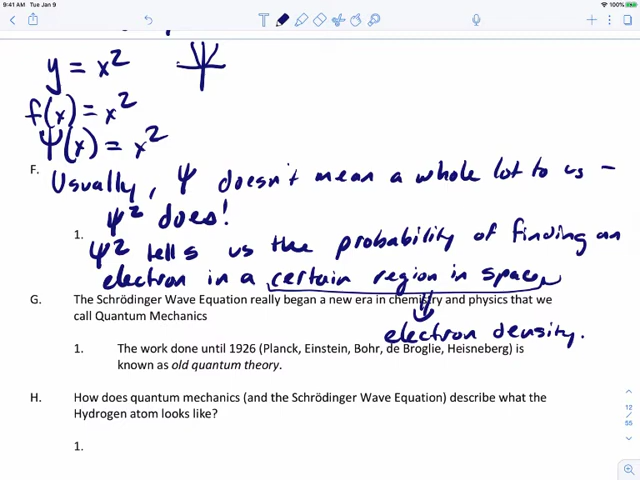 9:41 AM Wed Jan 9
100%
y = x²
f(x) = x²
Ψ(x) = x²
F. Usually, Ψ doesn't mean a whole lot to us -
Ψ² does!
1. Ψ² tells us the probability of finding an
electron in a certain region in space
G. The Schrödinger Wave Equation really began a new era in chemistry and physics that we
call Quantum Mechanics
electron density.
1. The work done until 1926 (Planck, Einstein, Bohr, de Broglie, Heisneberg) is
known as old quantum theory.
H. How does quantum mechanics (and the Schrödinger Wave Equation) describe what the
Hydrogen atom looks like?
1.
12
/
55